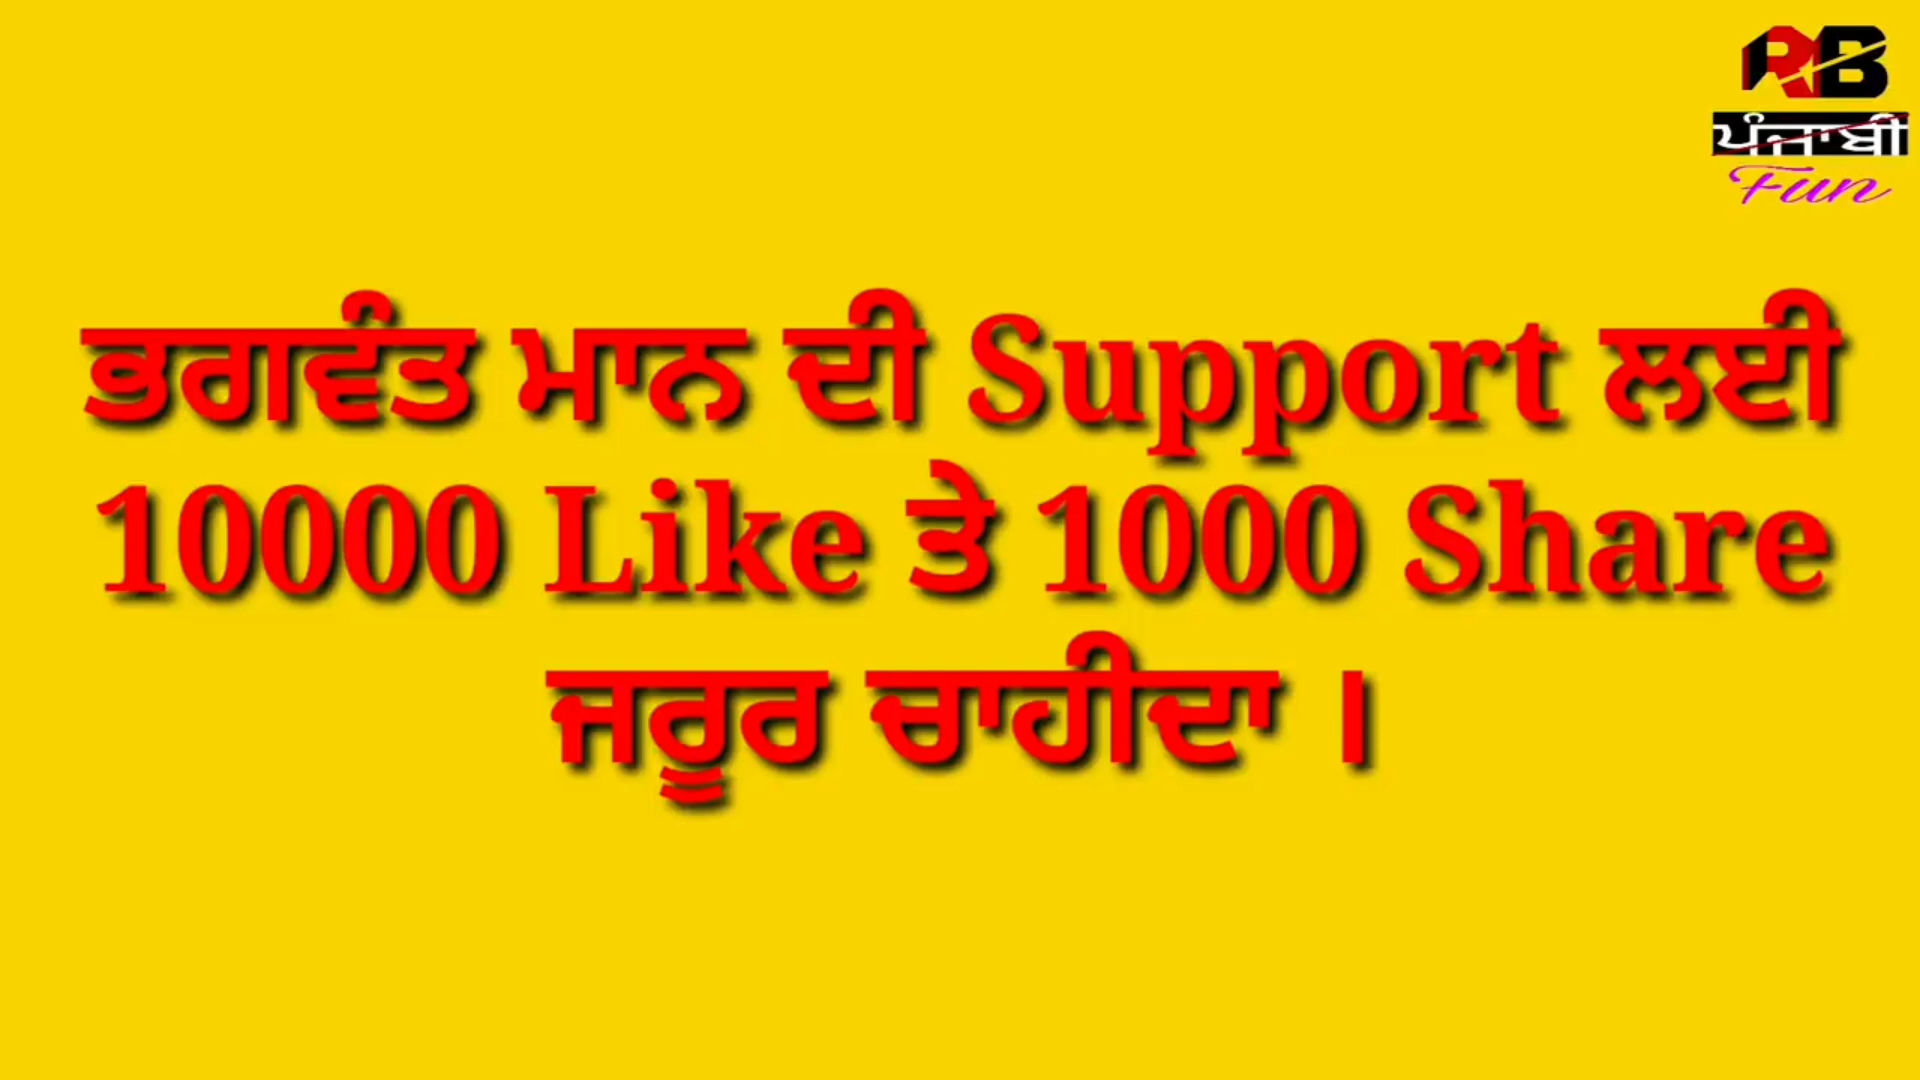 RB
ਪੰਜਾਬੀ
Fun
ਭਗਵੰਤ ਮਾਨ ਦੀ Support ਲਈ
10000 Like ਤੇ 1000 Share
ਜਰੂਰ ਚਾਹੀਦਾ ।